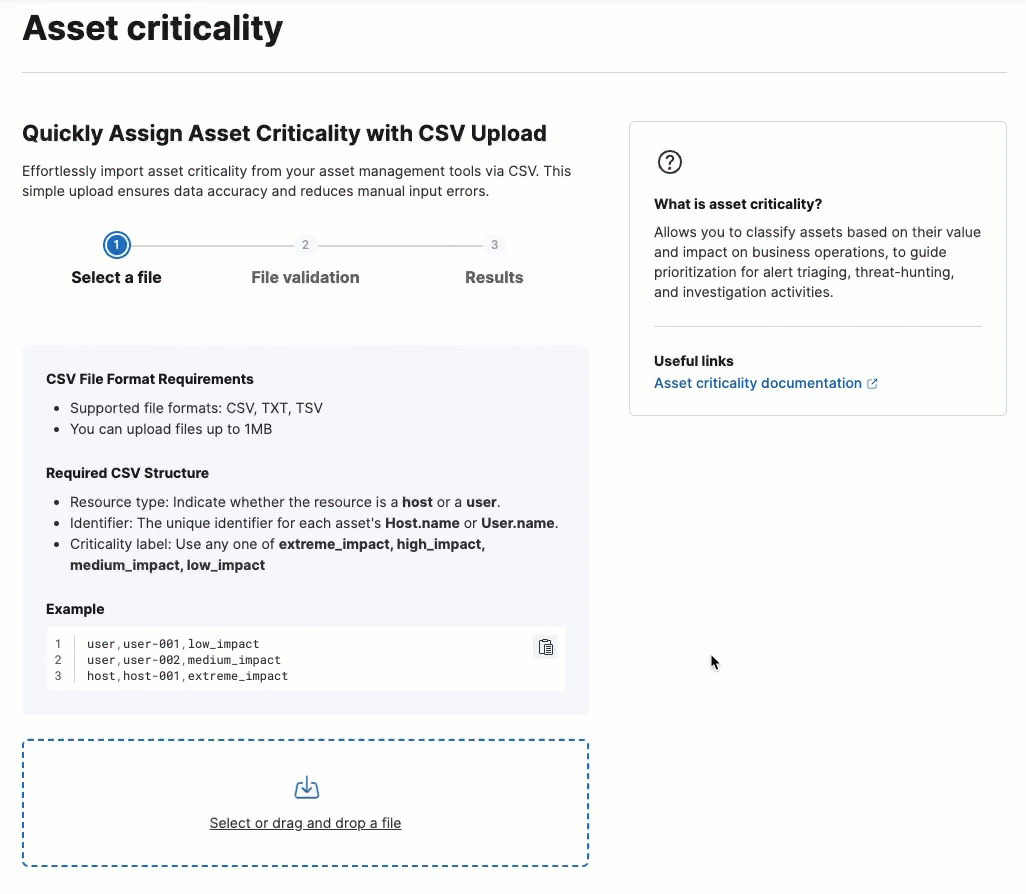 Asset criticality
Quickly Assign Asset Criticality with CSV Upload
Effortlessly import asset criticality from your asset management tools via CSV. This
simple upload ensures data accuracy and reduces manual input errors.
1
2
3
Select a file
File validation
Results
CSV File Format Requirements
• Supported file formats: CSV, TXT, TSV
• You can upload files up to 1MB
Required CSV Structure
• Resource type: Indicate whether the resource is a host or a user.
• Identifier: The unique identifier for each asset's Host.name or User.name.
• Criticality label: Use any one of extreme_impact, high_impact,
medium_impact, low_impact
Example
1 user,user-001,low_impact
2 user,user-002,medium_impact
3 host,host-001,extreme_impact
Select or drag and drop a file
What is asset criticality?
Allows you to classify assets based on their value
and impact on business operations, to guide
prioritization for alert triaging, threat-hunting,
and investigation activities.
Useful links
Asset criticality documentation